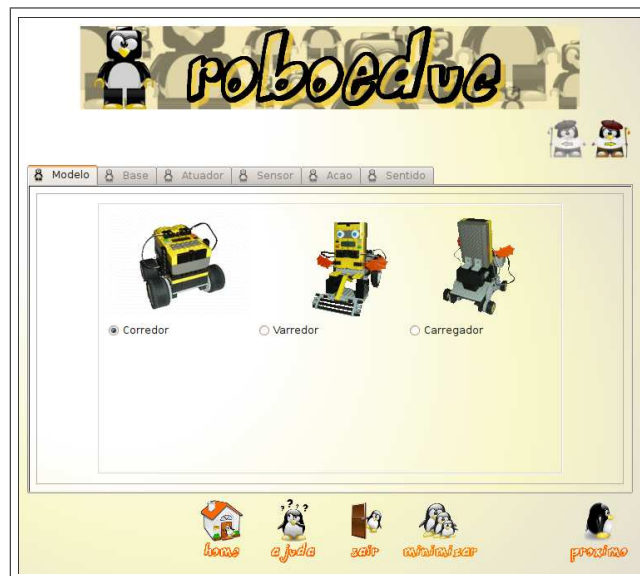 roboeduc
Modelo Base Atuador Sensor Acao Sentido
Corredor Varredor Carregador
? ? ? ?
home ajuda sair minimizar proximo